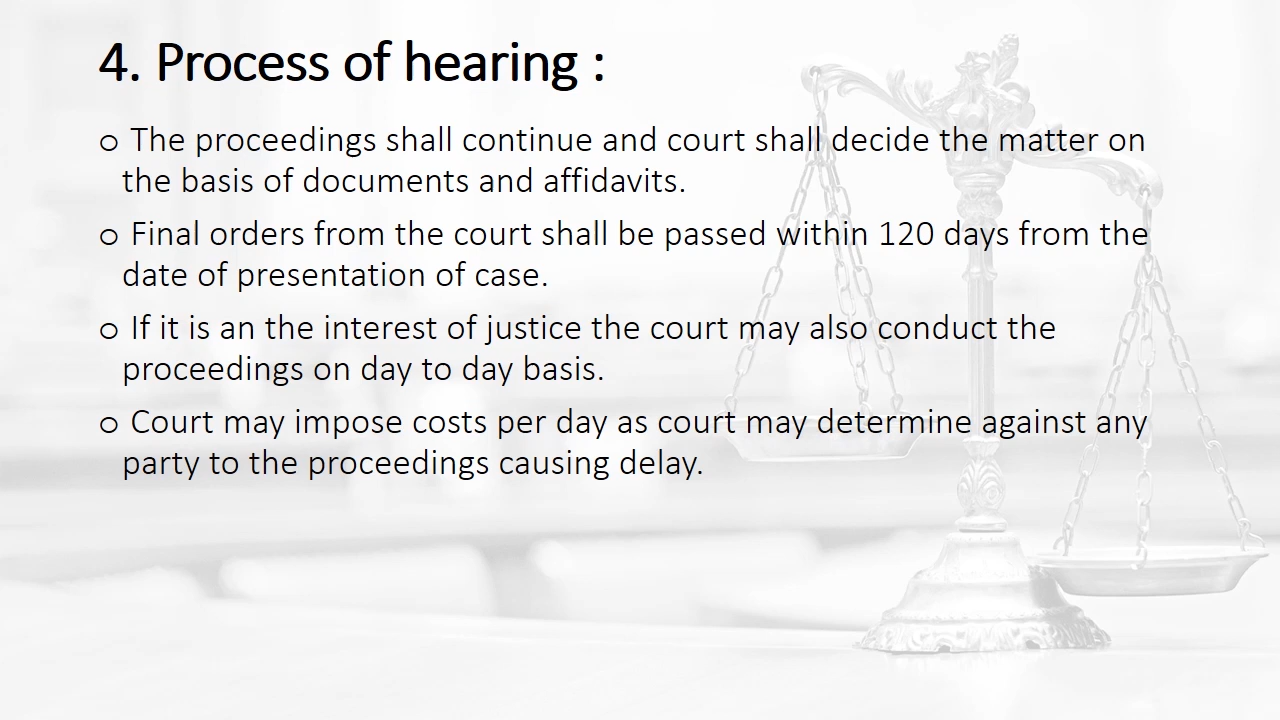 4. Process of hearing :
o The proceedings shall continue and court shall decide the matter on
the basis of documents and affidavits.
o Final orders from the court shall be passed within 120 days from the
date of presentation of case.
o If it is an the interest of justice the court may also conduct the
proceedings on day to day basis.
o Court may impose costs per day as court may determine against any
party to the proceedings causing delay.